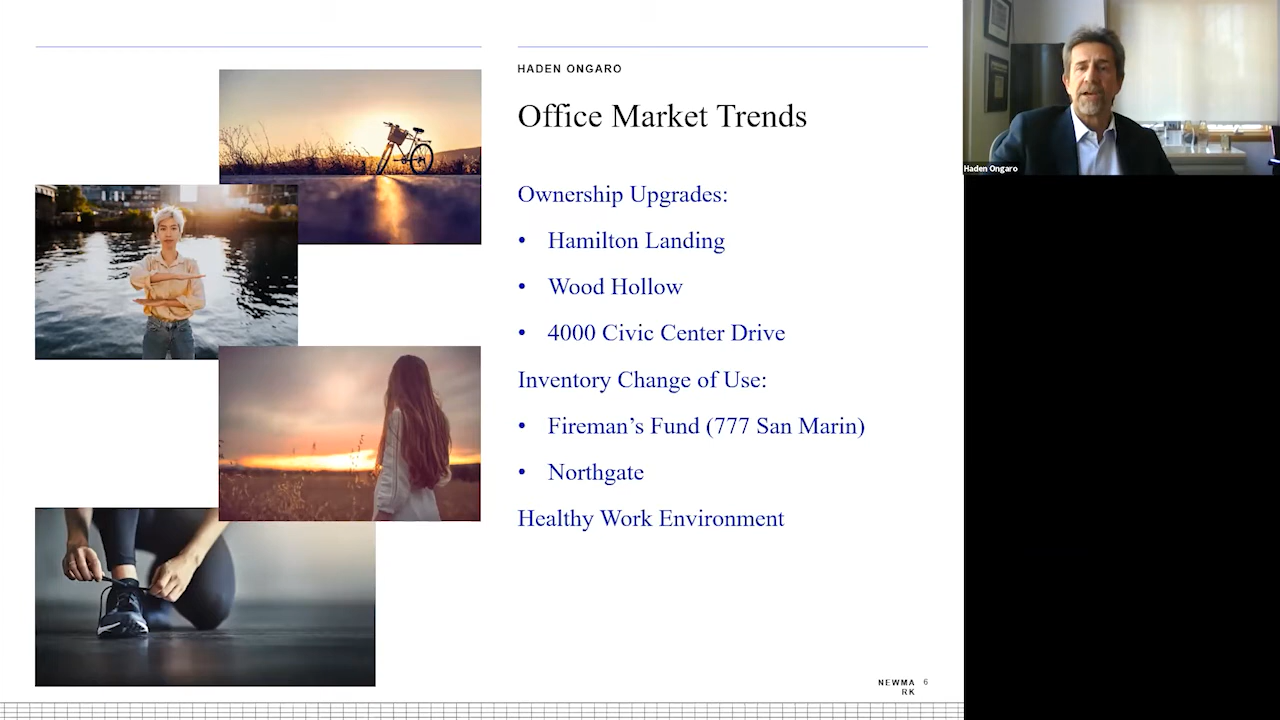 HADEN ONGARO
Office Market Trends
Ownership Upgrades:
• Hamilton Landing
• Wood Hollow
• 4000 Civic Center Drive
Inventory Change of Use:
• Fireman’s Fund (777 San Marin)
• Northgate
Healthy Work Environment
NEWMA
RK
6
Haden Ongaro